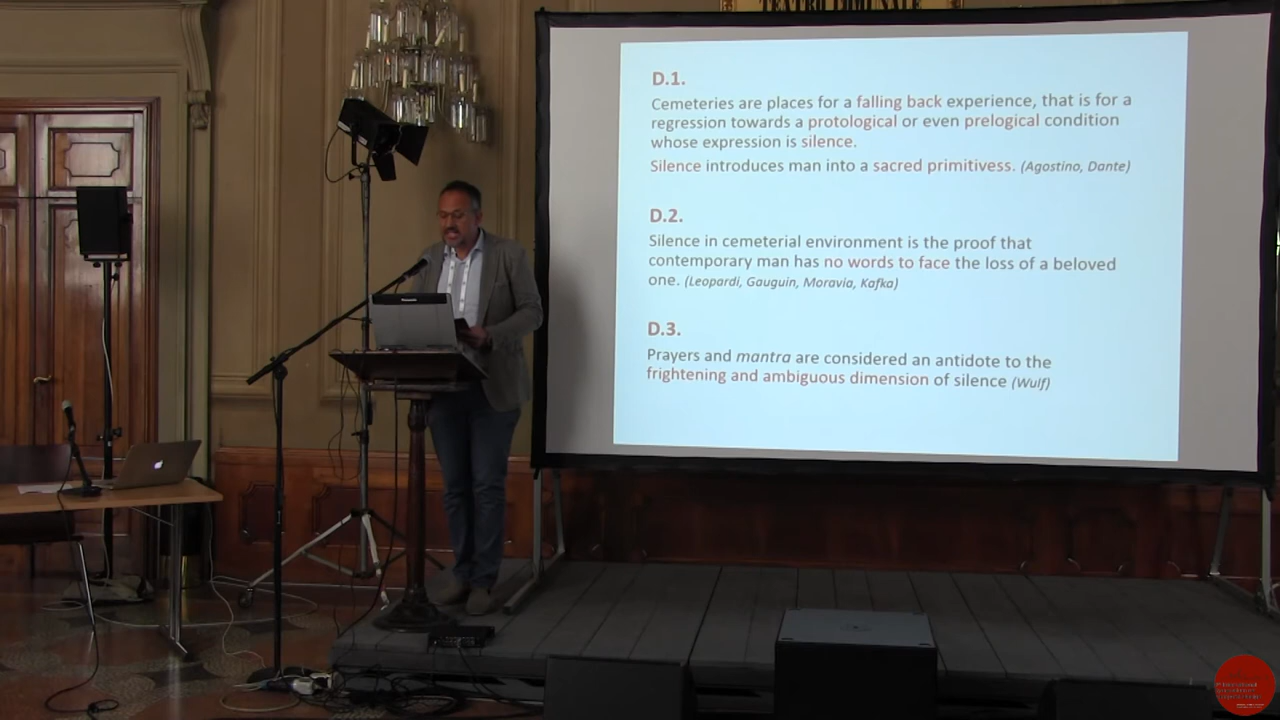 D.1.
Cemeteries are places for a falling back experience, that is for a
regression towards a protological or even prelogical condition
whose expression is silence.
Silence introduces man into a sacred primitivess. (Agostino, Dante)
D.2.
Silence in cemeterial environment is the proof that
contemporary man has no words to face the loss of a beloved
one. (Leopardi, Gauguin, Moravia, Kafka)
D.3.
Prayers and mantra are considered an antidote to the
frightening and ambiguous dimension of silence (Wulf)
Panasonic